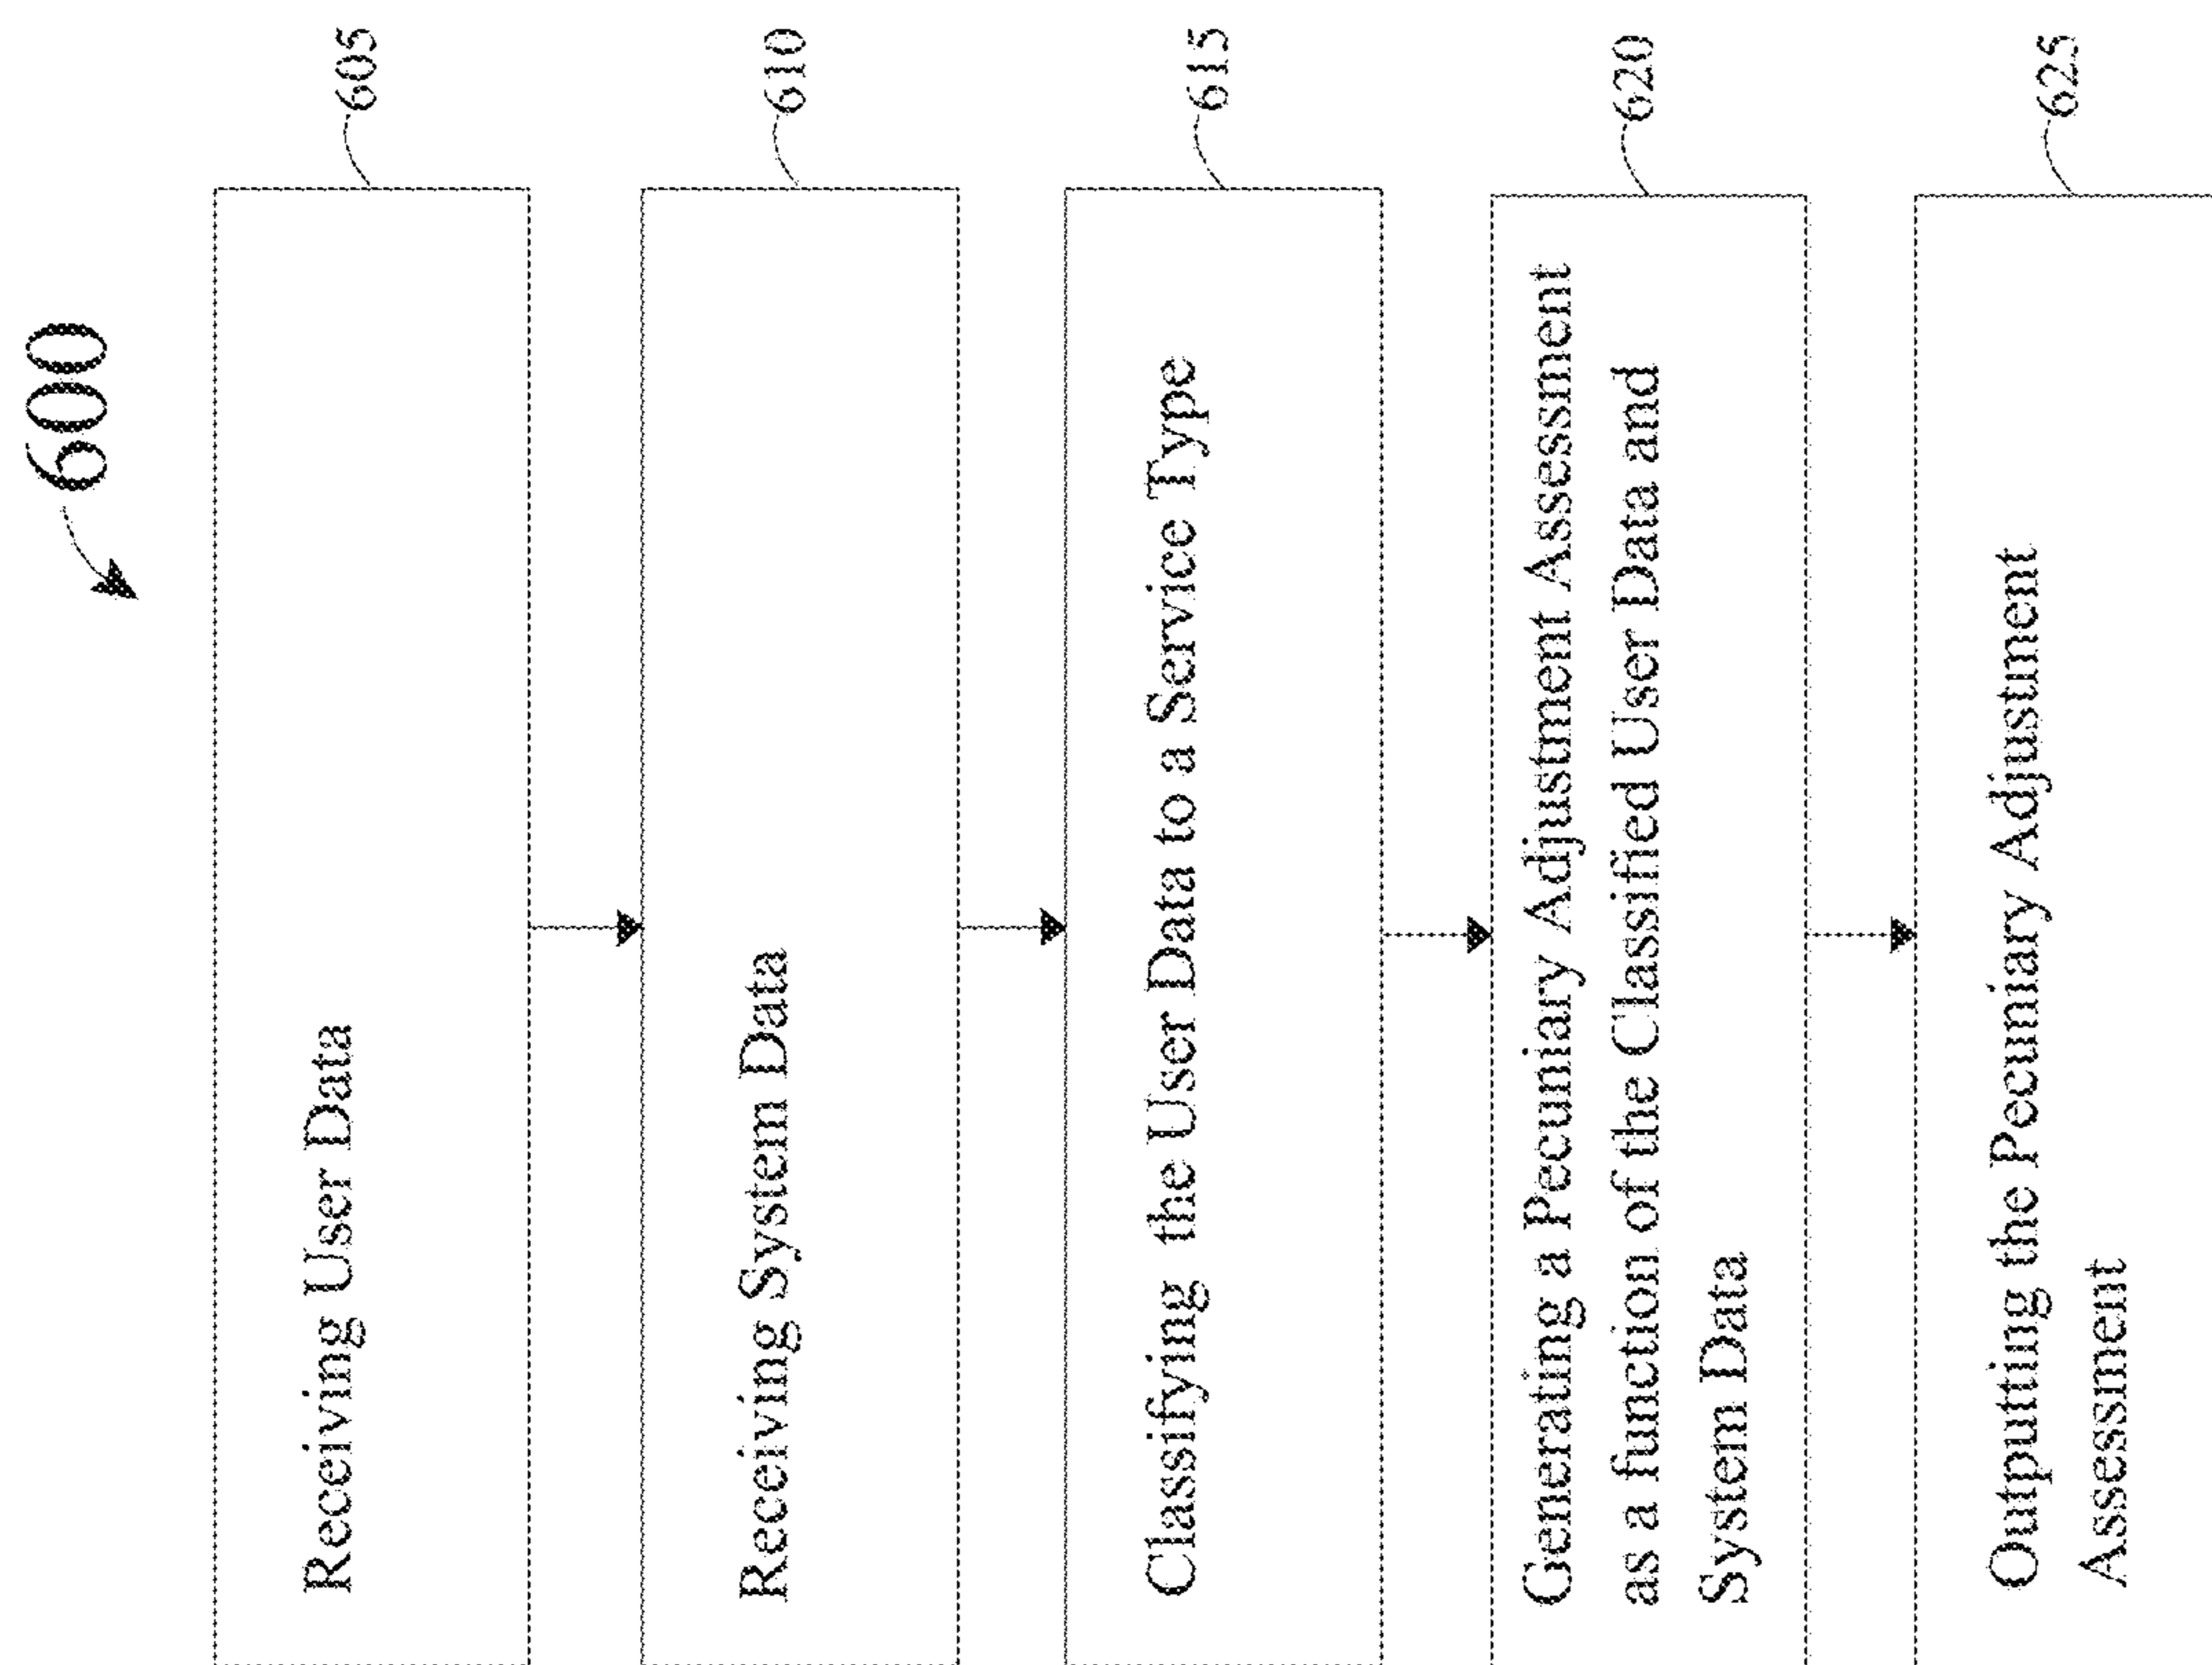 600
Receiving User Data
605
Receiving System Data
610
Classifying the User Data to a Service Type
615
Generating a Pecuniary Adjustment Assessment
as a function of the Classified User Data and
System Data
620
Outputting the Pecuniary Adjustment
Assessment
625